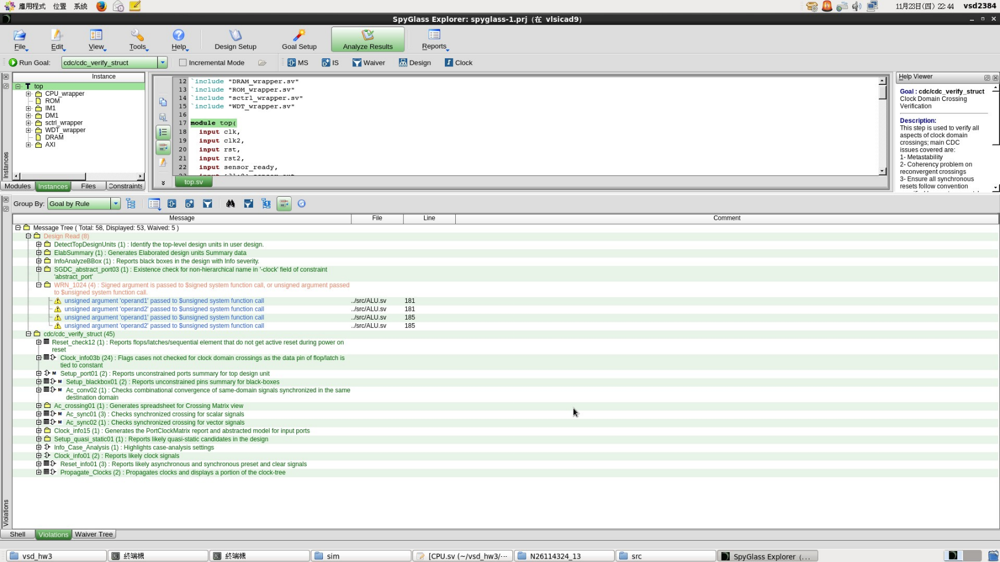 應用程式 位置 系統 11月23日(四) 22:44 vsd2384
SpyGlass Explorer: spyglass-1.prj (在 vlsicad9)
File Edit View Tools Help Design Setup Goal Setup Analyze Results Reports
Run Goal: cdc/cdc_verify_struct Incremental Mode MS IS Waiver Design Clock
Instance
top
CPU_wrapper
ROM
IM1
DM1
sctrl_wrapper
WDT_wrapper
DRAM
AXI
Instances
Modules Instances Files Constraints
12 `include "DRAM_wrapper.sv"
13 `include "ROM_wrapper.sv"
14 `include "sctrl_wrapper.sv"
15 `include "WDT_wrapper.sv"
16
17 module top(
18 input clk,
19 input clk2,
20 input rst,
21 input rst2,
22 input sensor_ready,
top.sv
Help Viewer
Goal : cdc/cdc_verify_struct
Clock Domain Crossing
Verification
Description:
This step is used to verify all
aspects of clock domain
crossings; main CDC
issues covered are:
1- Metastability
2- Coherency problem on
reconvergent crossings
3- Ensure all synchronous
resets follow convention
Group By: Goal by Rule
Message File Line Comment
Message Tree ( Total: 58, Displayed: 53, Waived: 5 )
Design Read (8)
DetectTopDesignUnits (1) : Identify the top-level design units in user design.
ElabSummary (1) : Generates Elaborated design units Summary data
InfoAnalyzeBBox (1) : Reports black boxes in the design with Info severity.
SGDC_abstract_port03 (1) : Existence check for non-hierarchical name in '-clock' field of constraint
'abstract_port'
WRN_1024 (4) : Signed argument is passed to $signed system function call, or unsigned argument passed
to $unsigned system function call.
unsigned argument 'operand1' passed to $unsigned system function call ../src/ALU.sv 181
unsigned argument 'operand2' passed to $unsigned system function call ../src/ALU.sv 181
unsigned argument 'operand1' passed to $unsigned system function call ../src/ALU.sv 185
unsigned argument 'operand2' passed to $unsigned system function call ../src/ALU.sv 185
cdc/cdc_verify_struct (45)
Reset_check12 (1) : Reports flops/latches/sequential element that do not get active reset during power on
reset
Clock_info03b (24) : Flags cases not checked for clock domain crossings as the data pin of flop/latch is
tied to constant
Setup_port01 (2) : Reports unconstrained ports summary for top design unit
Setup_blackbox01 (2) : Reports unconstrained pins summary for black-boxes
Ac_conv02 (1) : Checks combinational convergence of same-domain signals synchronized in the same
destination domain
Ac_crossing01 (1) : Generates spreadsheet for Crossing Matrix view
Ac_sync01 (3) : Checks synchronized crossing for scalar signals
Ac_sync02 (1) : Checks synchronized crossing for vector signals
Clock_info15 (1) : Generates the PortClockMatrix report and abstracted model for input ports
Setup_quasi_static01 (1) : Reports likely quasi-static candidates in the design
Info_Case_Analysis (1) : Highlights case-analysis settings
Clock_info01 (2) : Reports likely clock signals
Reset_info01 (3) : Reports likely asynchronous and synchronous preset and clear signals
Propagate_Clocks (2) : Propagates clocks and displays a portion of the clock-tree
Violations
Shell Violations Waiver Tree
vsd_hw3 終端機 終端機 sim [CPU.sv (~/vsd_hw3/··· N26114324_13 src SpyGlass Explorer (...